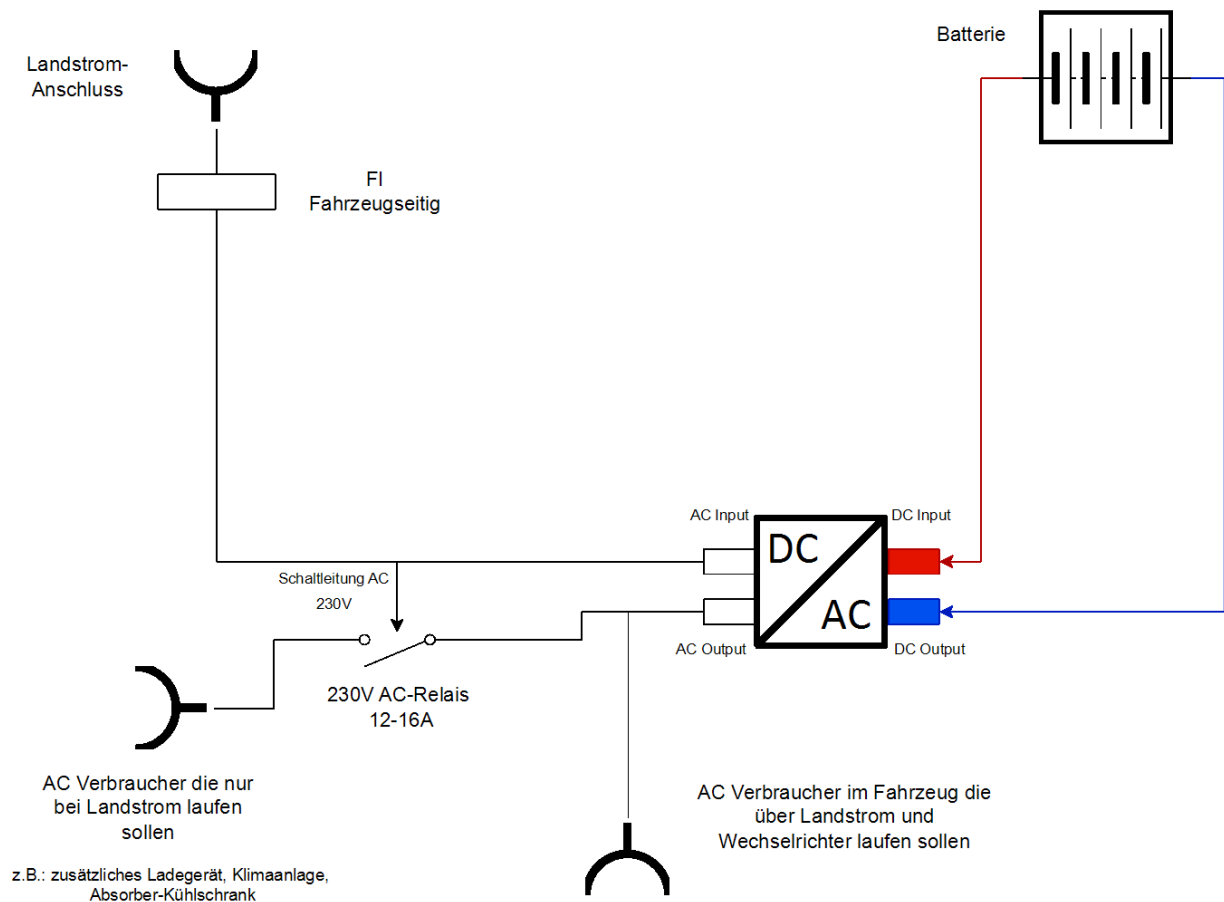 Batterie
Landstrom-
Anschluss
FI
Fahrzeugseitig
AC Input
DC Input
DC
AC
Schaltleitung AC
230V
AC Output
DC Output
230V AC-Relais
12-16A
AC Verbraucher die nur
bei Landstrom laufen
sollen
z.B.: zusätzliches Ladegerät, Klimaanlage,
Absorber-Kühlschrank
AC Verbraucher im Fahrzeug die
über Landstrom und
Wechselrichter laufen sollen